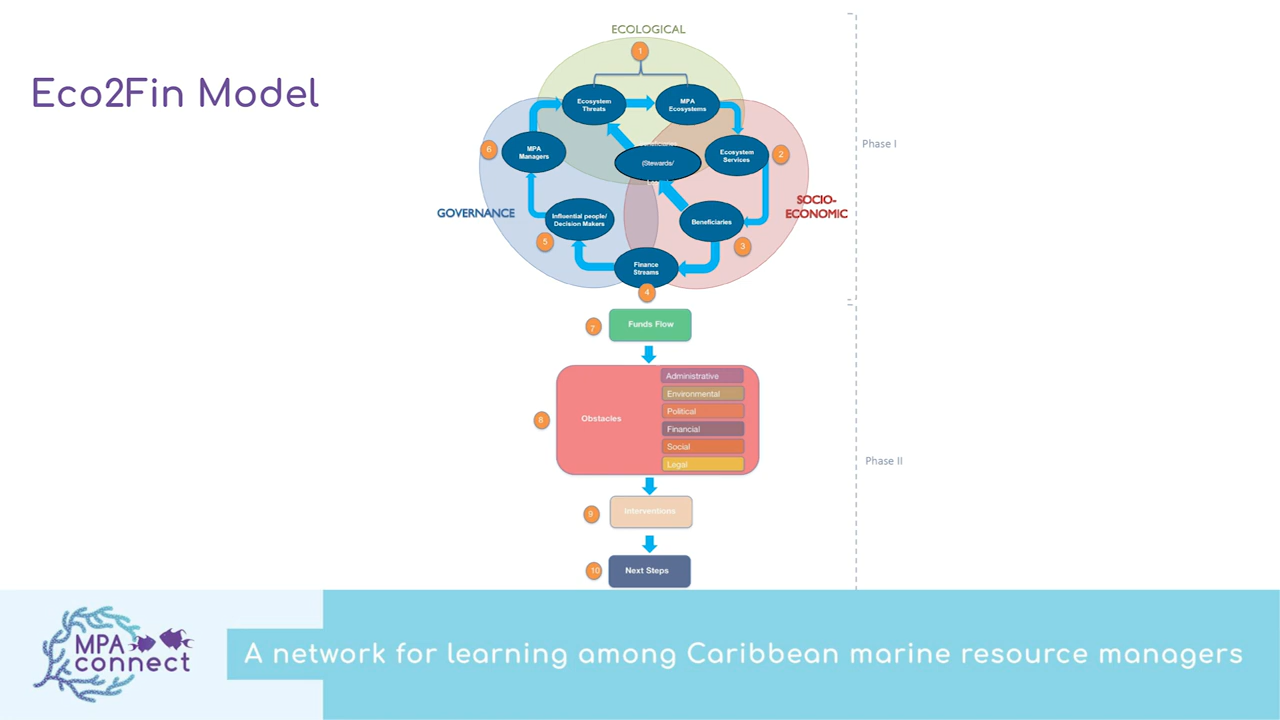 Eco2Fin Model
ECOLOGICAL
1
Ecosystem
Threats
MPA
Ecosystems
6
MPA
Managers
(Stewards/
Ecosystem
Services
2
Phase I
GOVERNANCE
SOCIO-
ECONOMIC
Influential people/
Decision Makers
Beneficiaries
5
3
Finance
Streams
4
7
Funds Flow
8
Obstacles
Administrative
Environmental
Political
Financial
Social
Legal
Phase II
9
Interventions
10
Next Steps
MPA
connect
A network for learning among Caribbean marine resource managers